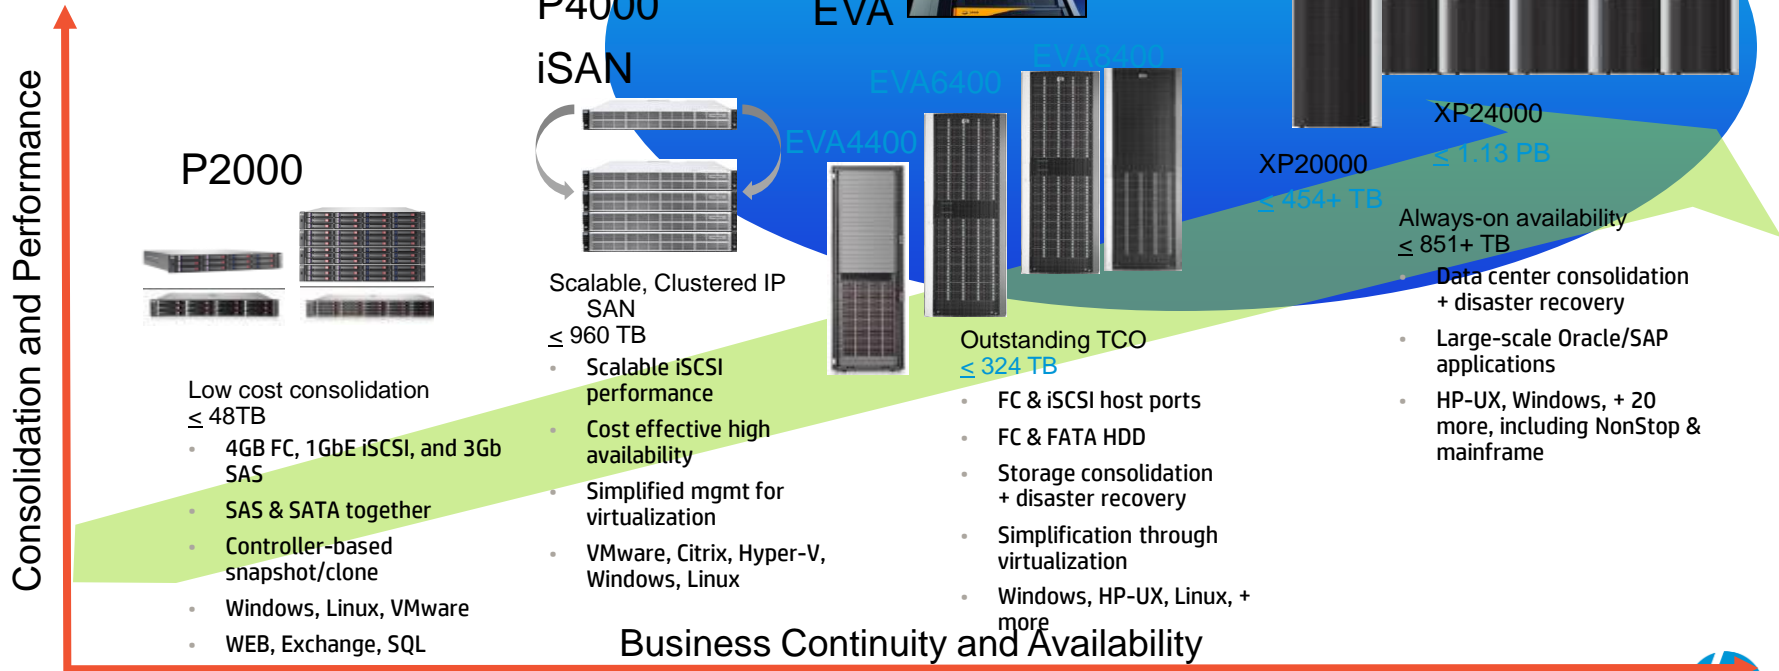 Consolidation and Performance
P2000
Low cost consolidation
≤ 48TB
4GB FC, 1GbE iSCSI, and 3Gb
SAS
SAS & SATA together
Controller-based
snapshot/clone
Windows, Linux, VMware
WEB, Exchange, SQL
P4000
iSAN
Scalable, Clustered IP
SAN
≤ 960 TB
Scalable iSCSI
performance
Cost effective high
availability
Simplified mgmt for
virtualization
VMware, Citrix, Hyper-V,
Windows, Linux
EVA
EVA4400
EVA6400
EVA8400
Outstanding TCO
≤ 324 TB
FC & iSCSI host ports
FC & FATA HDD
Storage consolidation
+ disaster recovery
Simplification through
virtualization
Windows, HP-UX, Linux, +
more
XP20000
≤ 454+ TB
XP24000
≤ 1.13 PB
Always-on availability
≤ 851+ TB
Data center consolidation
+ disaster recovery
Large-scale Oracle/SAP
applications
HP-UX, Windows, + 20
more, including NonStop &
mainframe
Business Continuity and Availability